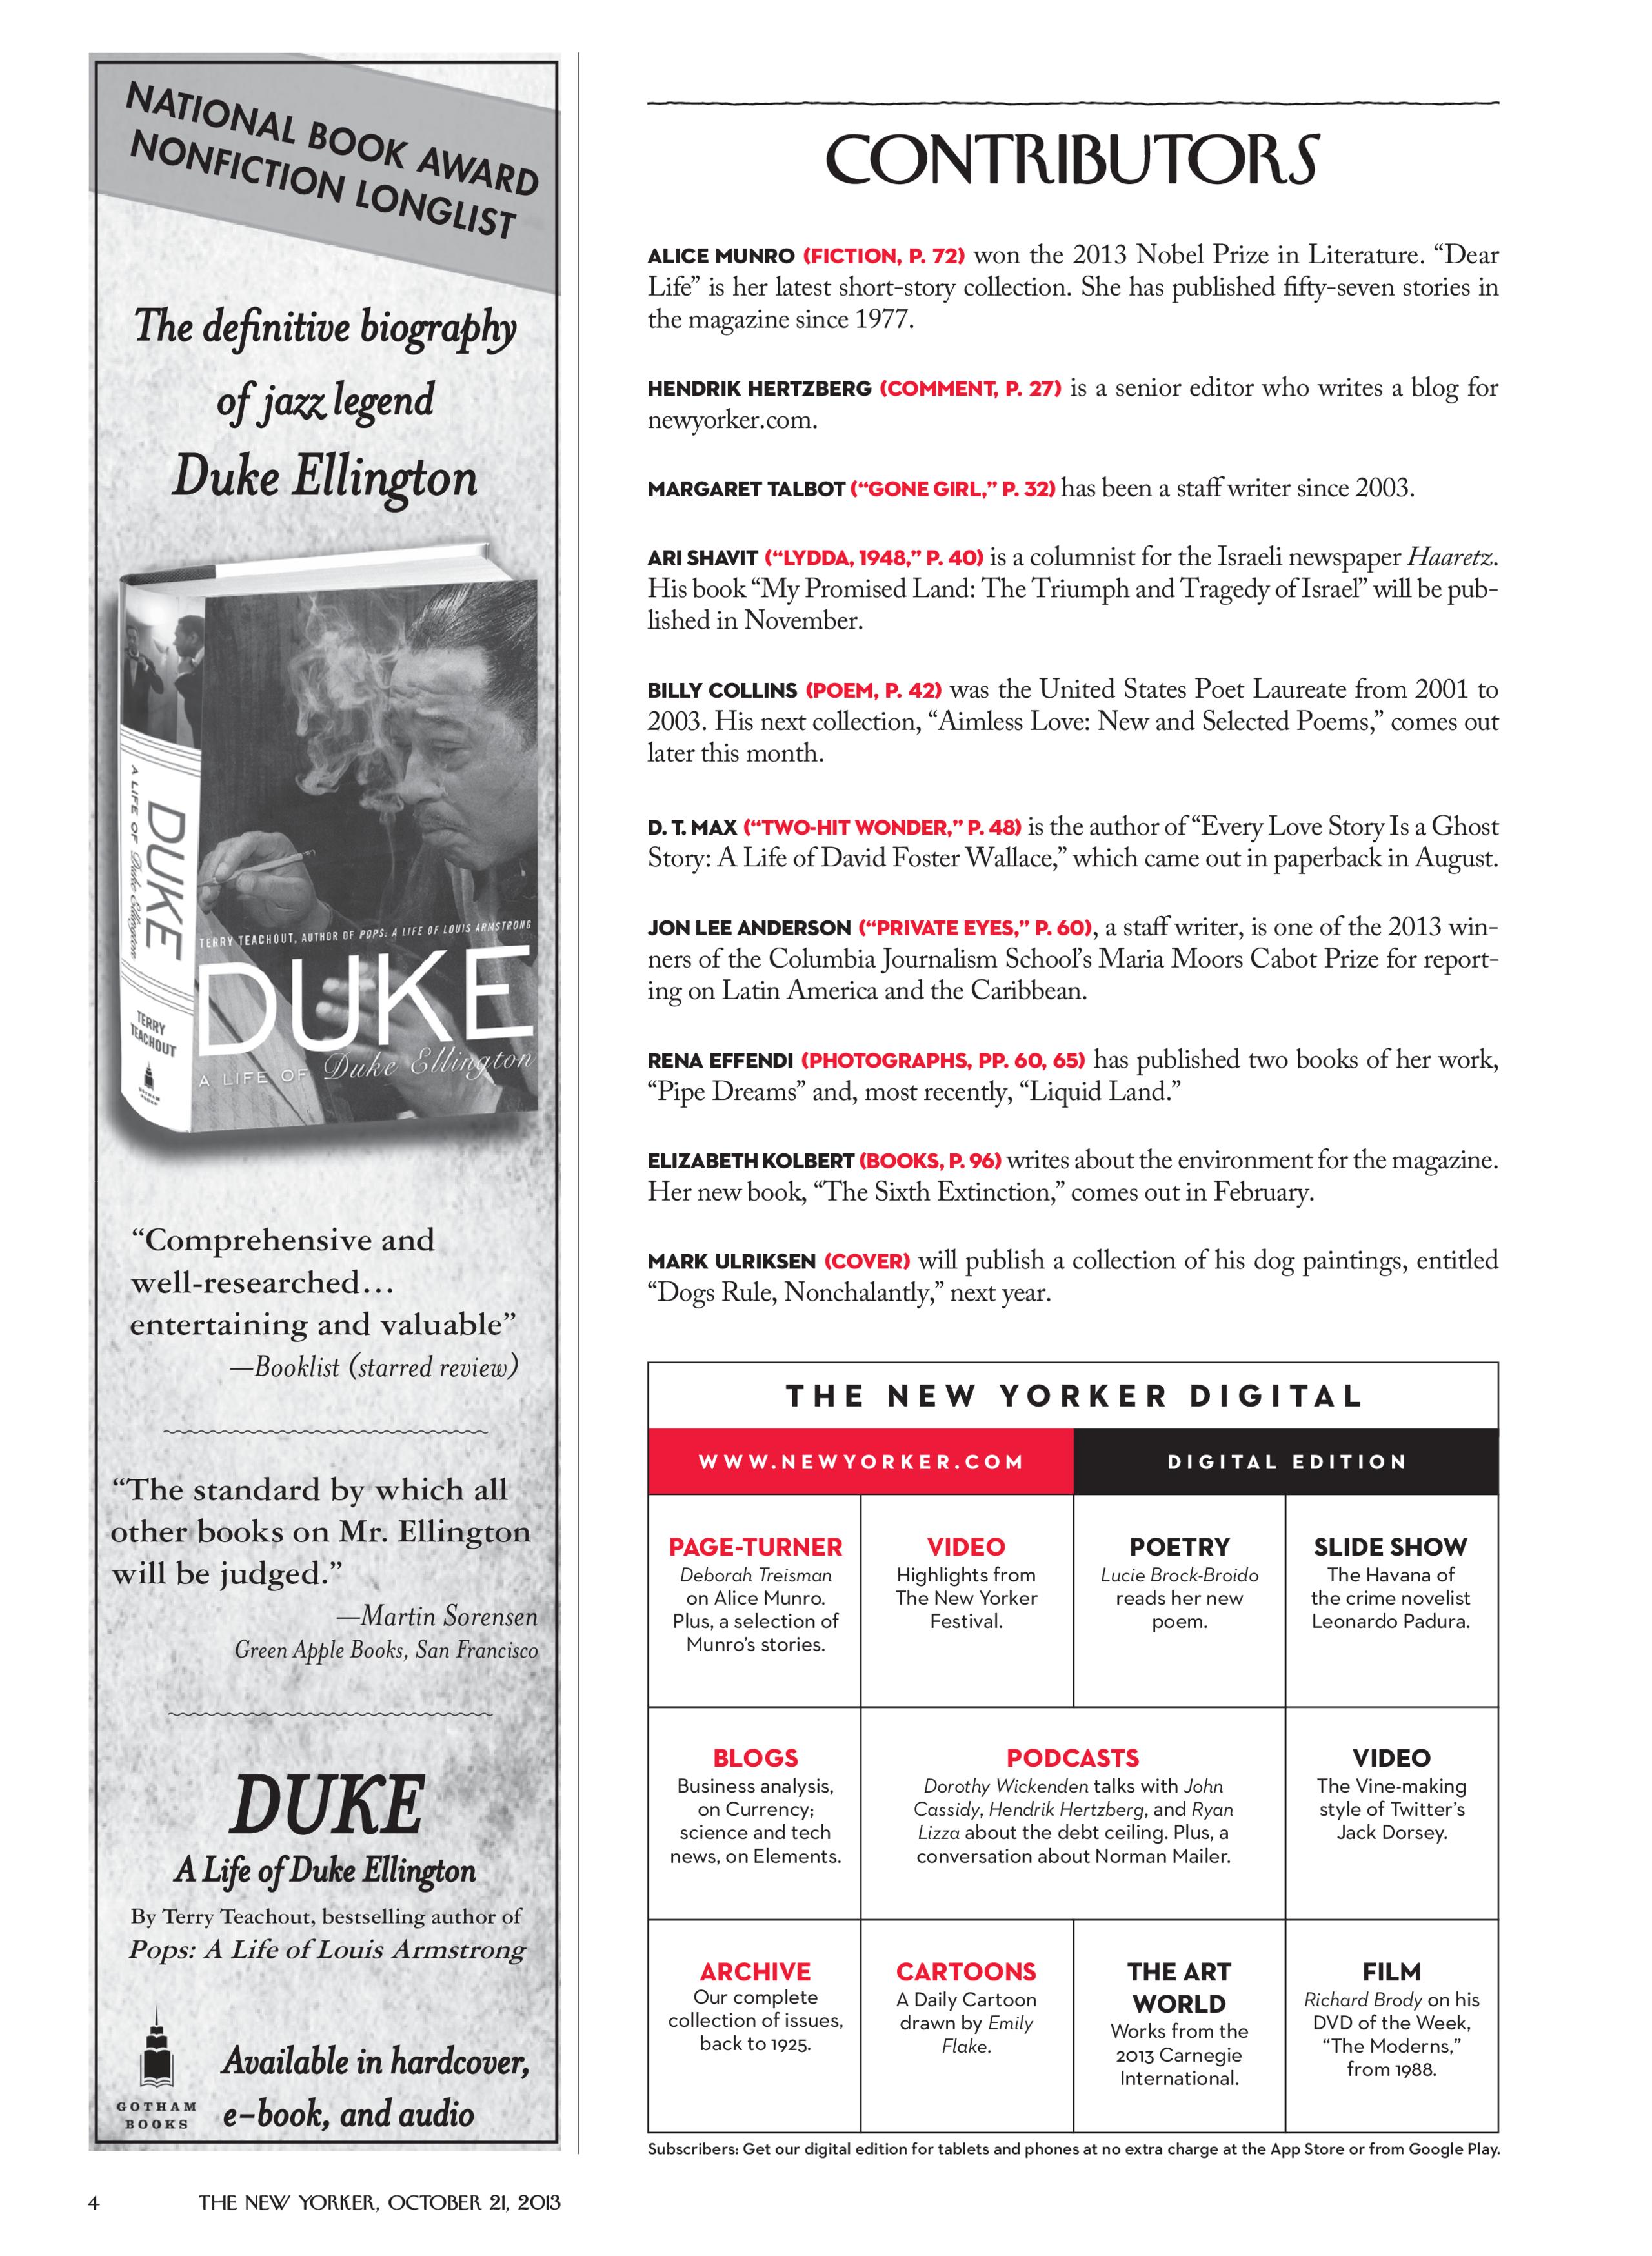 NATIONAL BOOK AWARD
NONFICTION LONGLIST
The definitive biography
of jazz legend
Duke Ellington
DUKE
A LIFE OF Duke Ellington
TERRY
TEACHOUT
TERRY TEACHOUT, AUTHOR OF POPS: A LIFE OF LOUIS ARMSTRONG
DUKE
A LIFE OF Duke Ellington
“Comprehensive and
well-researched…
entertaining and valuable”
—Booklist (starred review)
“The standard by which all
other books on Mr. Ellington
will be judged.”
—Martin Sorensen
Green Apple Books, San Francisco
DUKE
A Life of Duke Ellington
By Terry Teachout, bestselling author of
Pops: A Life of Louis Armstrong
GOTHAM
BOOKS
Available in hardcover,
e-book, and audio
CONTRIBUTORS
ALICE MUNRO (FICTION, P. 72) won the 2013 Nobel Prize in Literature. “Dear
Life” is her latest short-story collection. She has published fifty-seven stories in
the magazine since 1977.
HENDRIK HERTZBERG (COMMENT, P. 27) is a senior editor who writes a blog for
newyorker.com.
MARGARET TALBOT (“GONE GIRL,” P. 32) has been a staff writer since 2003.
ARI SHAVIT (“LYDDA, 1948,” P. 40) is a columnist for the Israeli newspaper Haaretz.
His book “My Promised Land: The Triumph and Tragedy of Israel” will be pub-
lished in November.
BILLY COLLINS (POEM, P. 42) was the United States Poet Laureate from 2001 to
2003. His next collection, “Aimless Love: New and Selected Poems,” comes out
later this month.
D. T. MAX (“TWO-HIT WONDER,” P. 48) is the author of “Every Love Story Is a Ghost
Story: A Life of David Foster Wallace,” which came out in paperback in August.
JON LEE ANDERSON (“PRIVATE EYES,” P. 60), a staff writer, is one of the 2013 win-
ners of the Columbia Journalism School’s Maria Moors Cabot Prize for report-
ing on Latin America and the Caribbean.
RENA EFFENDI (PHOTOGRAPHS, PP. 60, 65) has published two books of her work,
“Pipe Dreams” and, most recently, “Liquid Land.”
ELIZABETH KOLBERT (BOOKS, P. 96) writes about the environment for the magazine.
Her new book, “The Sixth Extinction,” comes out in February.
MARK ULRIKSEN (COVER) will publish a collection of his dog paintings, entitled
“Dogs Rule, Nonchalantly,” next year.
THE NEW YORKER DIGITAL
WWW.NEWYORKER.COM
DIGITAL EDITION
PAGE-TURNER
Deborah Treisman
on Alice Munro.
Plus, a selection of
Munro’s stories.
VIDEO
Highlights from
The New Yorker
Festival.
POETRY
Lucie Brock-Broido
reads her new
poem.
SLIDE SHOW
The Havana of
the crime novelist
Leonardo Padura.
BLOGS
Business analysis,
on Currency;
science and tech
news, on Elements.
PODCASTS
Dorothy Wickenden talks with John
Cassidy, Hendrik Hertzberg, and Ryan
Lizza about the debt ceiling. Plus, a
conversation about Norman Mailer.
VIDEO
The Vine-making
style of Twitter’s
Jack Dorsey.
ARCHIVE
Our complete
collection of issues,
back to 1925.
CARTOONS
A Daily Cartoon
drawn by Emily
Flake.
THE ART
WORLD
Works from the
2013 Carnegie
International.
FILM
Richard Brody on his
DVD of the Week,
“The Moderns,”
from 1988.
Subscribers: Get our digital edition for tablets and phones at no extra charge at the App Store or from Google Play.
4
THE NEW YORKER, OCTOBER 21, 2013